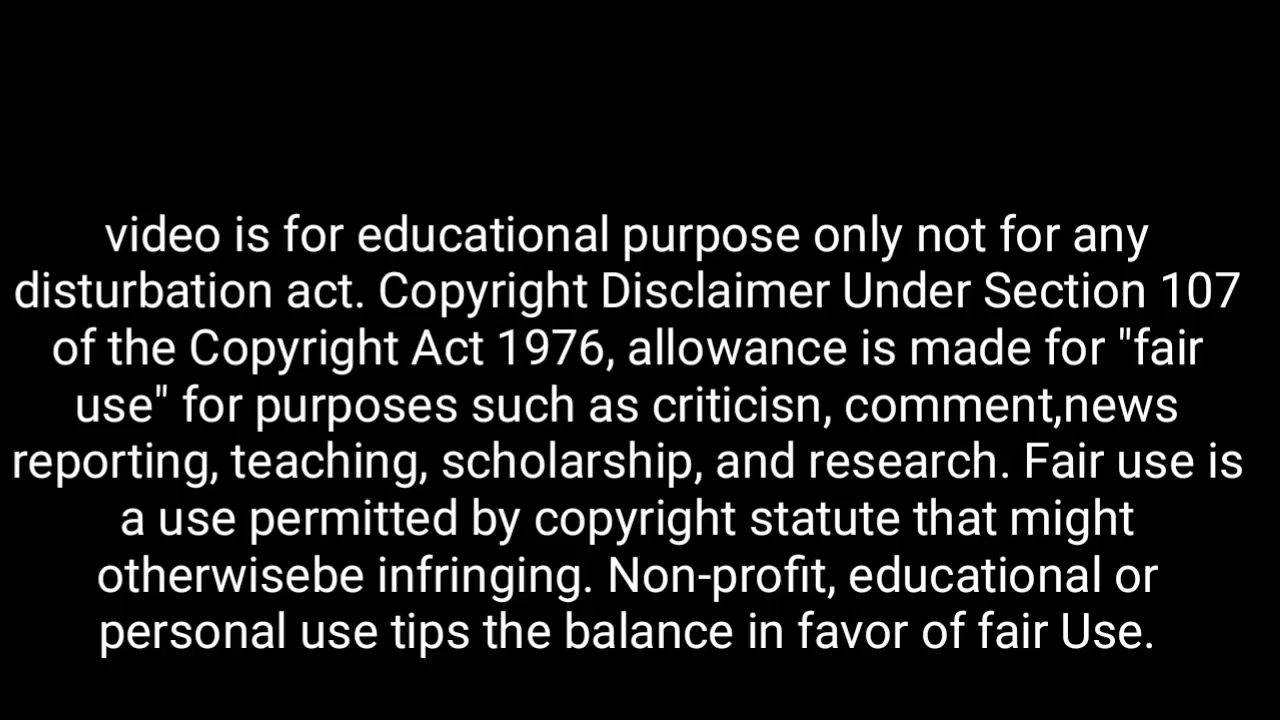 video is for educational purpose only not for any
disturbation act. Copyright Disclaimer Under Section 107
of the Copyright Act 1976, allowance is made for "fair
use" for purposes such as criticisn, comment,news
reporting, teaching, scholarship, and research. Fair use is
a use permitted by copyright statute that might
otherwisebe infringing. Non-profit, educational or
personal use tips the balance in favor of fair Use.